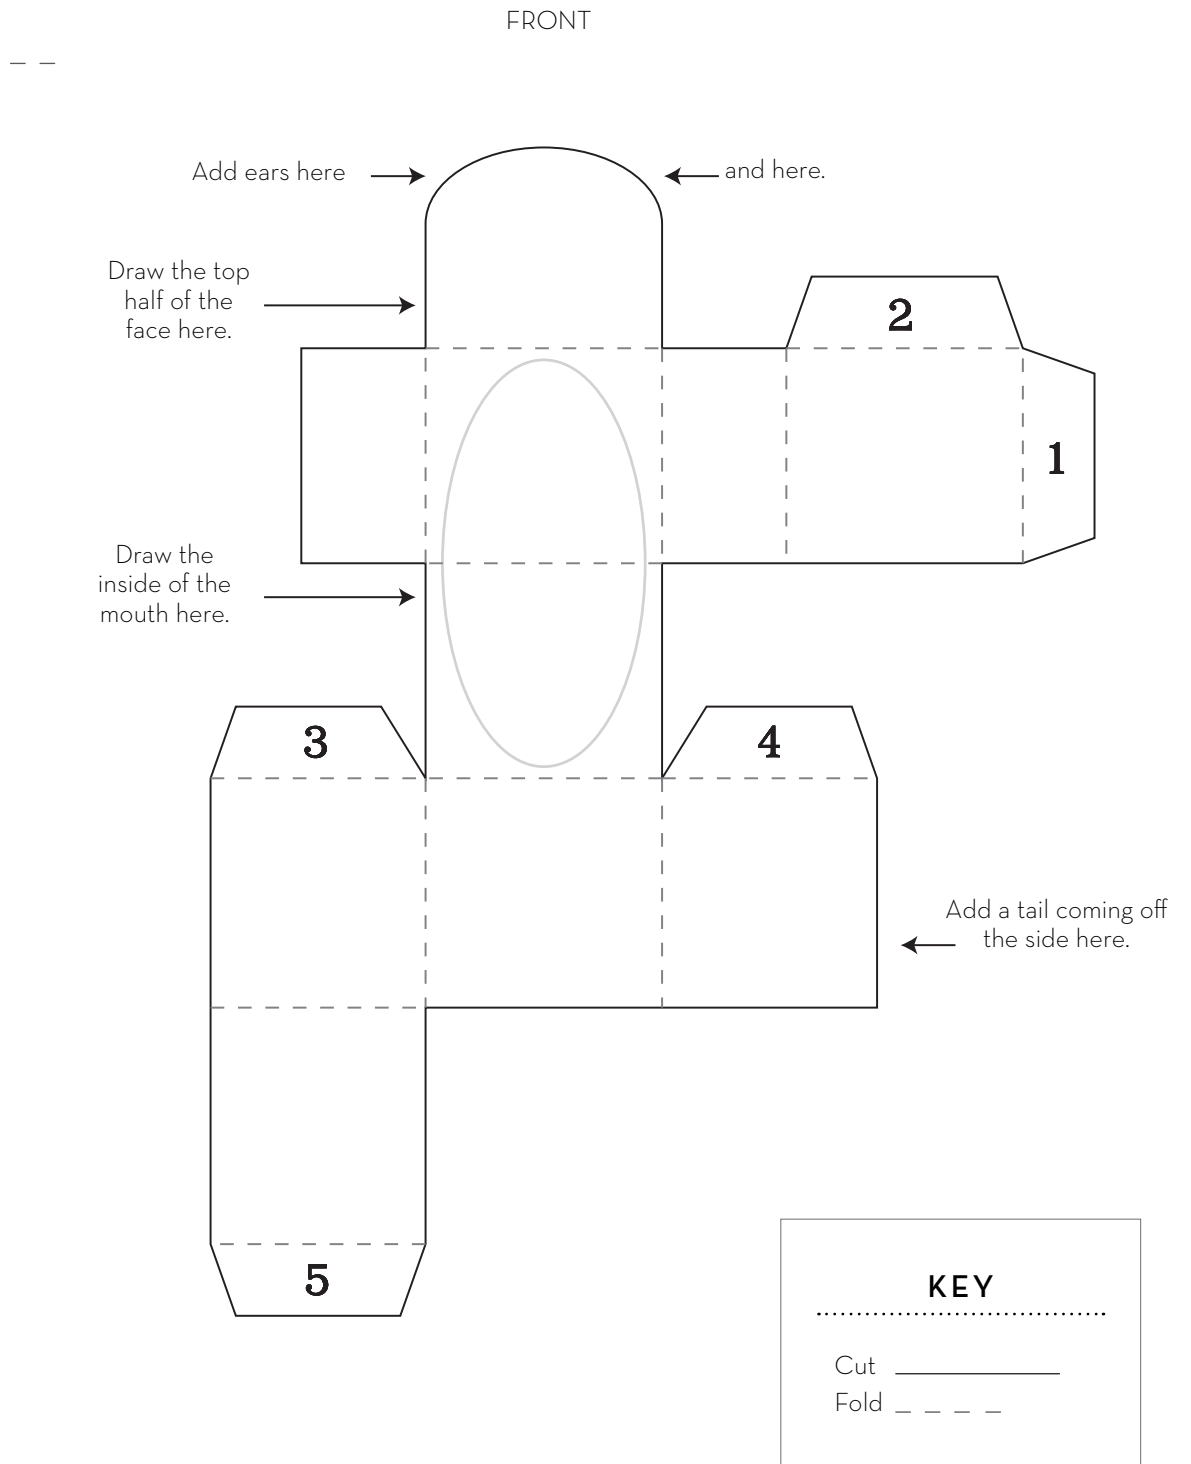 FRONT
Add ears here
and here.
Draw the top
half of the
face here.
2
1
Draw the
inside of the
mouth here.
3
4
Add a tail coming off
the side here.
5
KEY
Cut
Fold